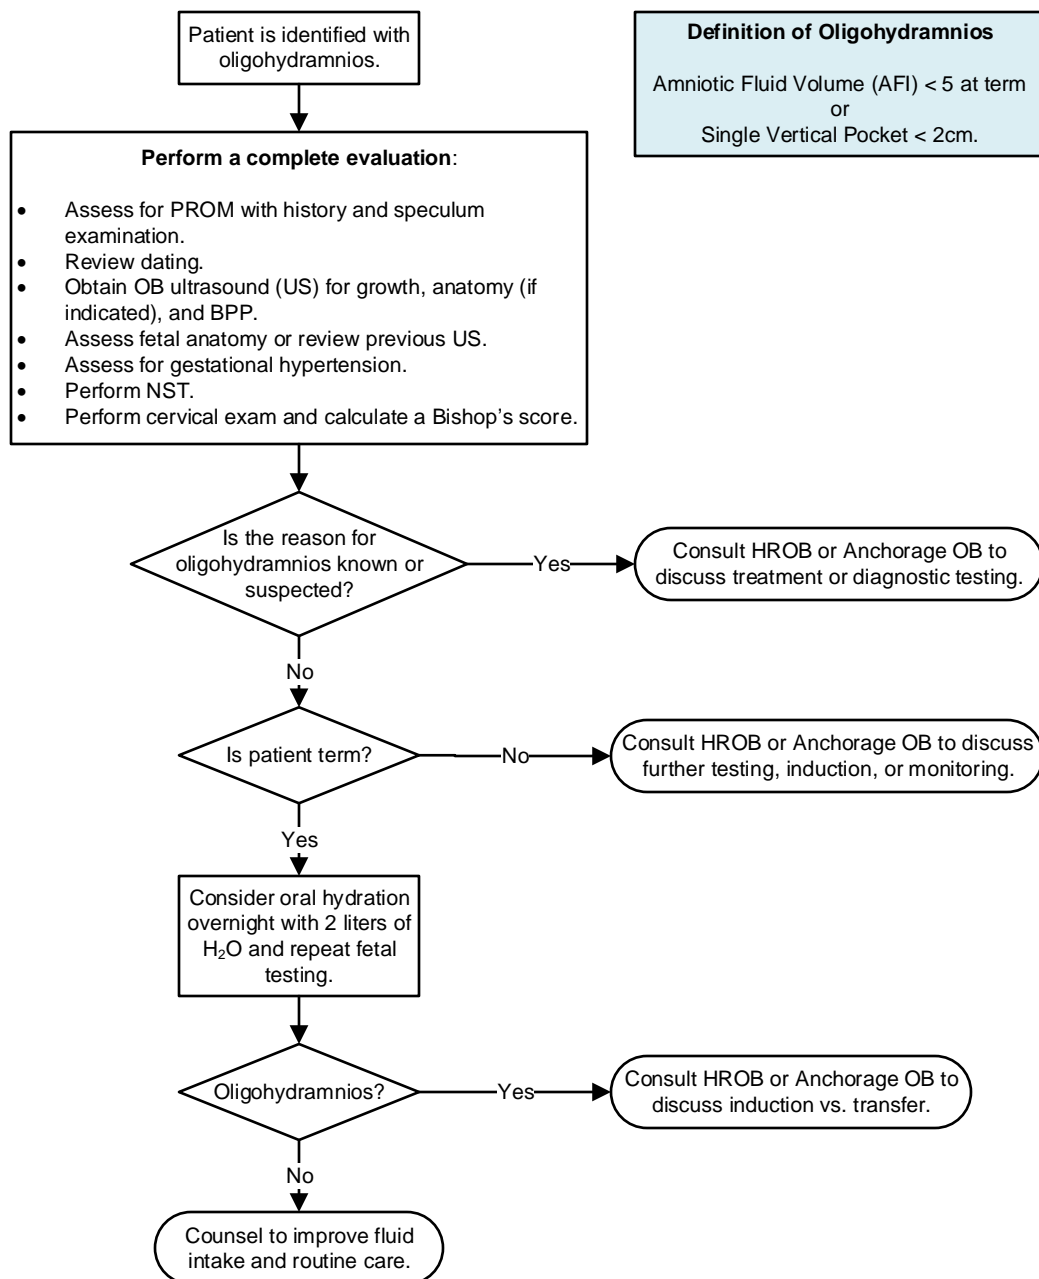 Patient is identified with
oligohydramnios.
Definition of Oligohydramnios
Amniotic Fluid Volume (AFI) < 5 at term
or
Single Vertical Pocket < 2cm.
Perform a complete evaluation:
• Assess for PROM with history and speculum
examination.
• Review dating.
• Obtain OB ultrasound (US) for growth, anatomy (if
indicated), and BPP.
• Assess fetal anatomy or review previous US.
• Assess for gestational hypertension.
• Perform NST.
• Perform cervical exam and calculate a Bishop’s score.
Is the reason for
oligohydramnios known or
suspected?
Yes
Consult HROB or Anchorage OB to
discuss treatment or diagnostic testing.
No
Is patient term?
No
Consult HROB or Anchorage OB to discuss
further testing, induction, or monitoring.
Yes
Consider oral hydration
overnight with 2 liters of
H₂O and repeat fetal
testing.
Oligohydramnios?
Yes
Consult HROB or Anchorage OB to
discuss induction vs. transfer.
No
Counsel to improve fluid
intake and routine care.